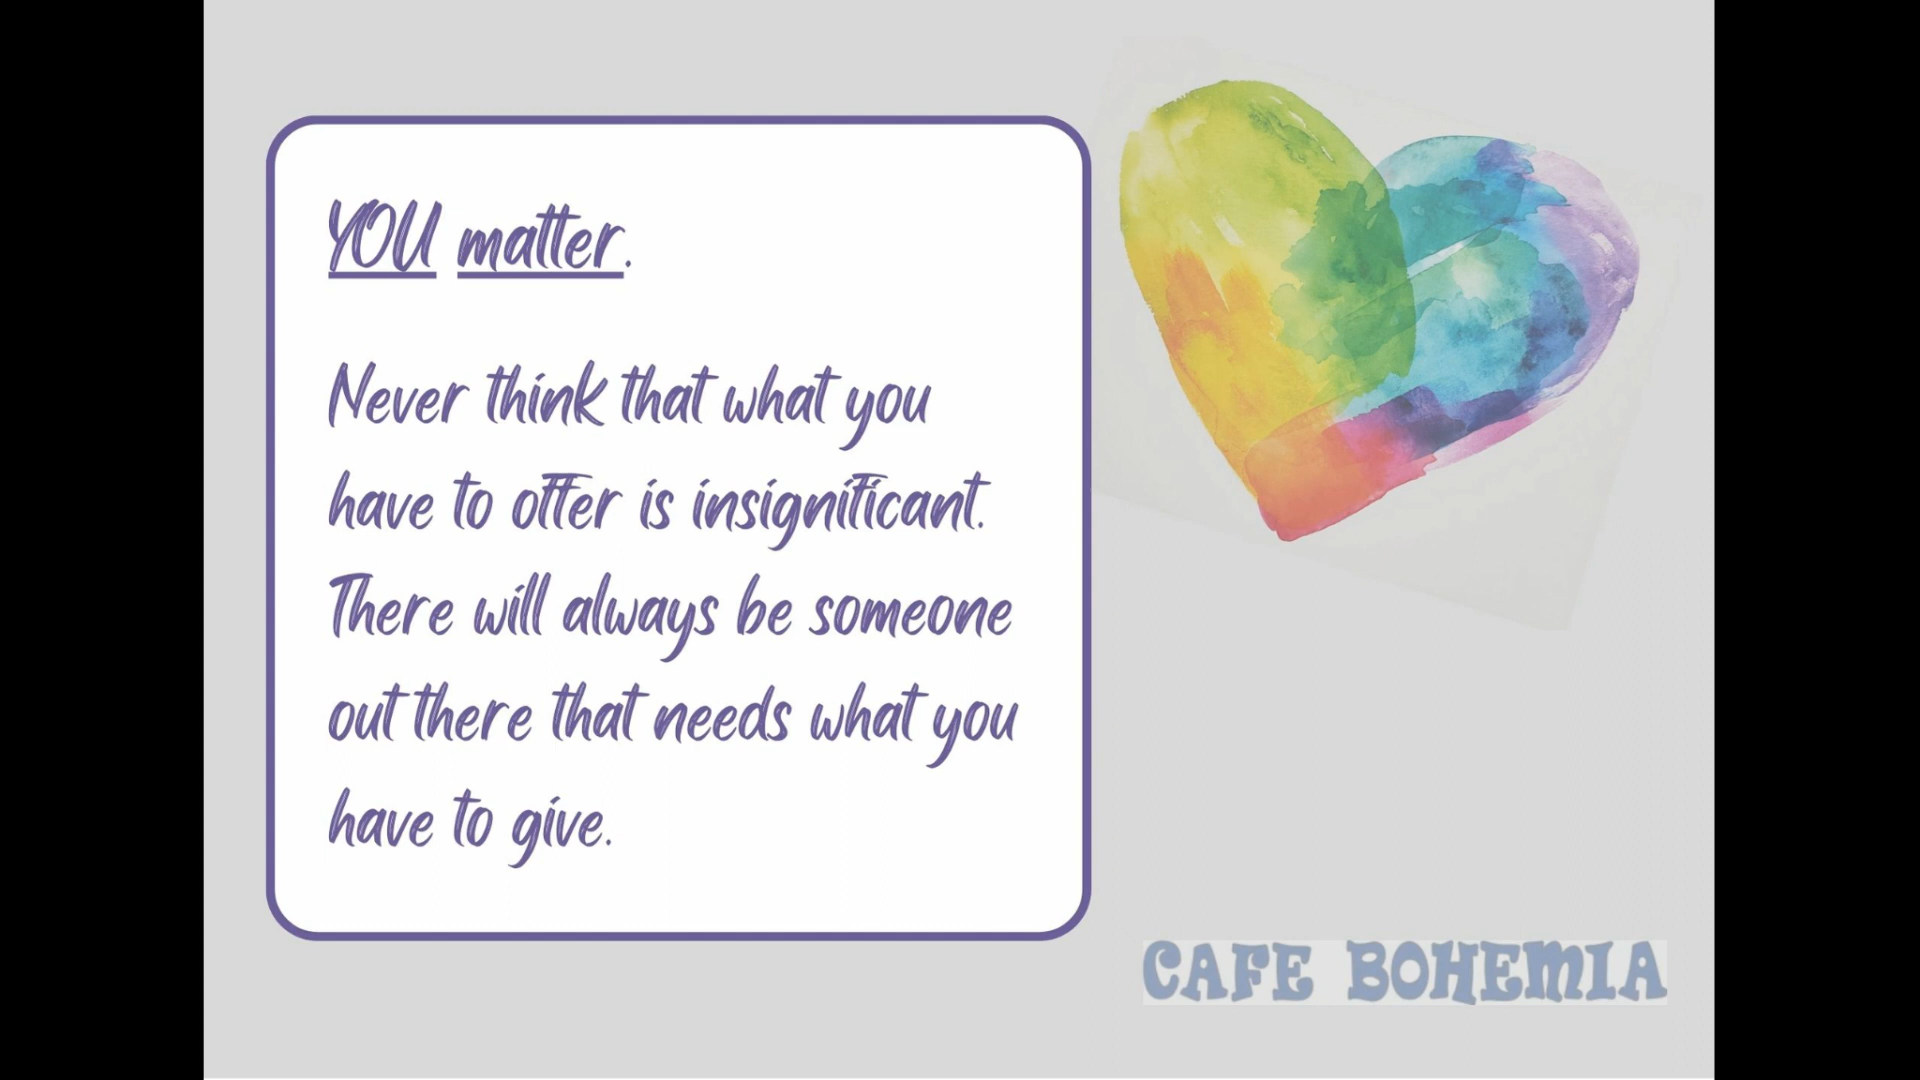 YOU matter.
Never think that what you
have to offer is insignificant.
There will always be someone
out there that needs what you
have to give.
CAFE BOHEMIA